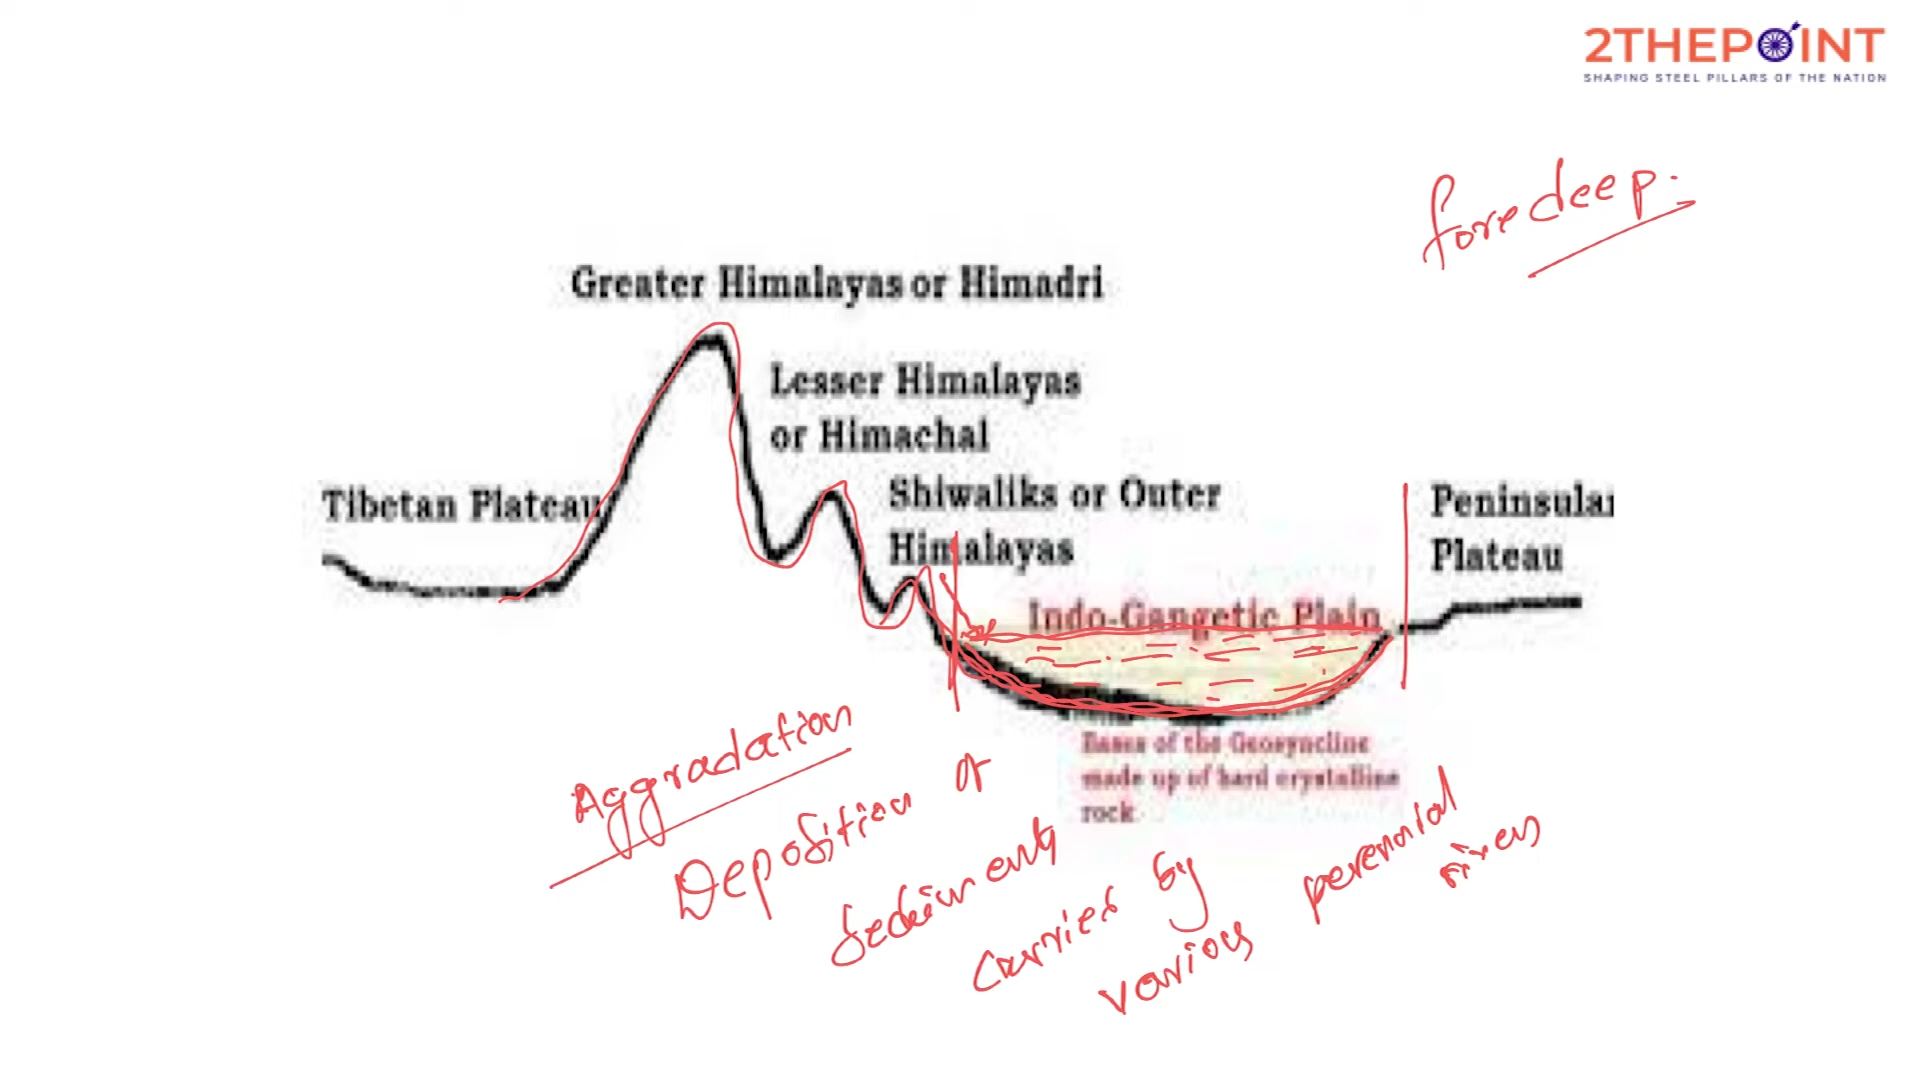 2THEPOINT
SHAPING STEEL PILLARS OF THE NATION
foredeep.
Greater Himalayas or Himadri
Lesser Himalayas
or Himachal
Tibetan Plateau
Shiwaliks or Outer
Himalayas
Peninsular
Plateau
Indo-Gangetic Plain
Bases of the Geosyncline
made up of hard crystalline
rock
Aggradation
Deposition of
sediments
carried by
various perennial
rivers